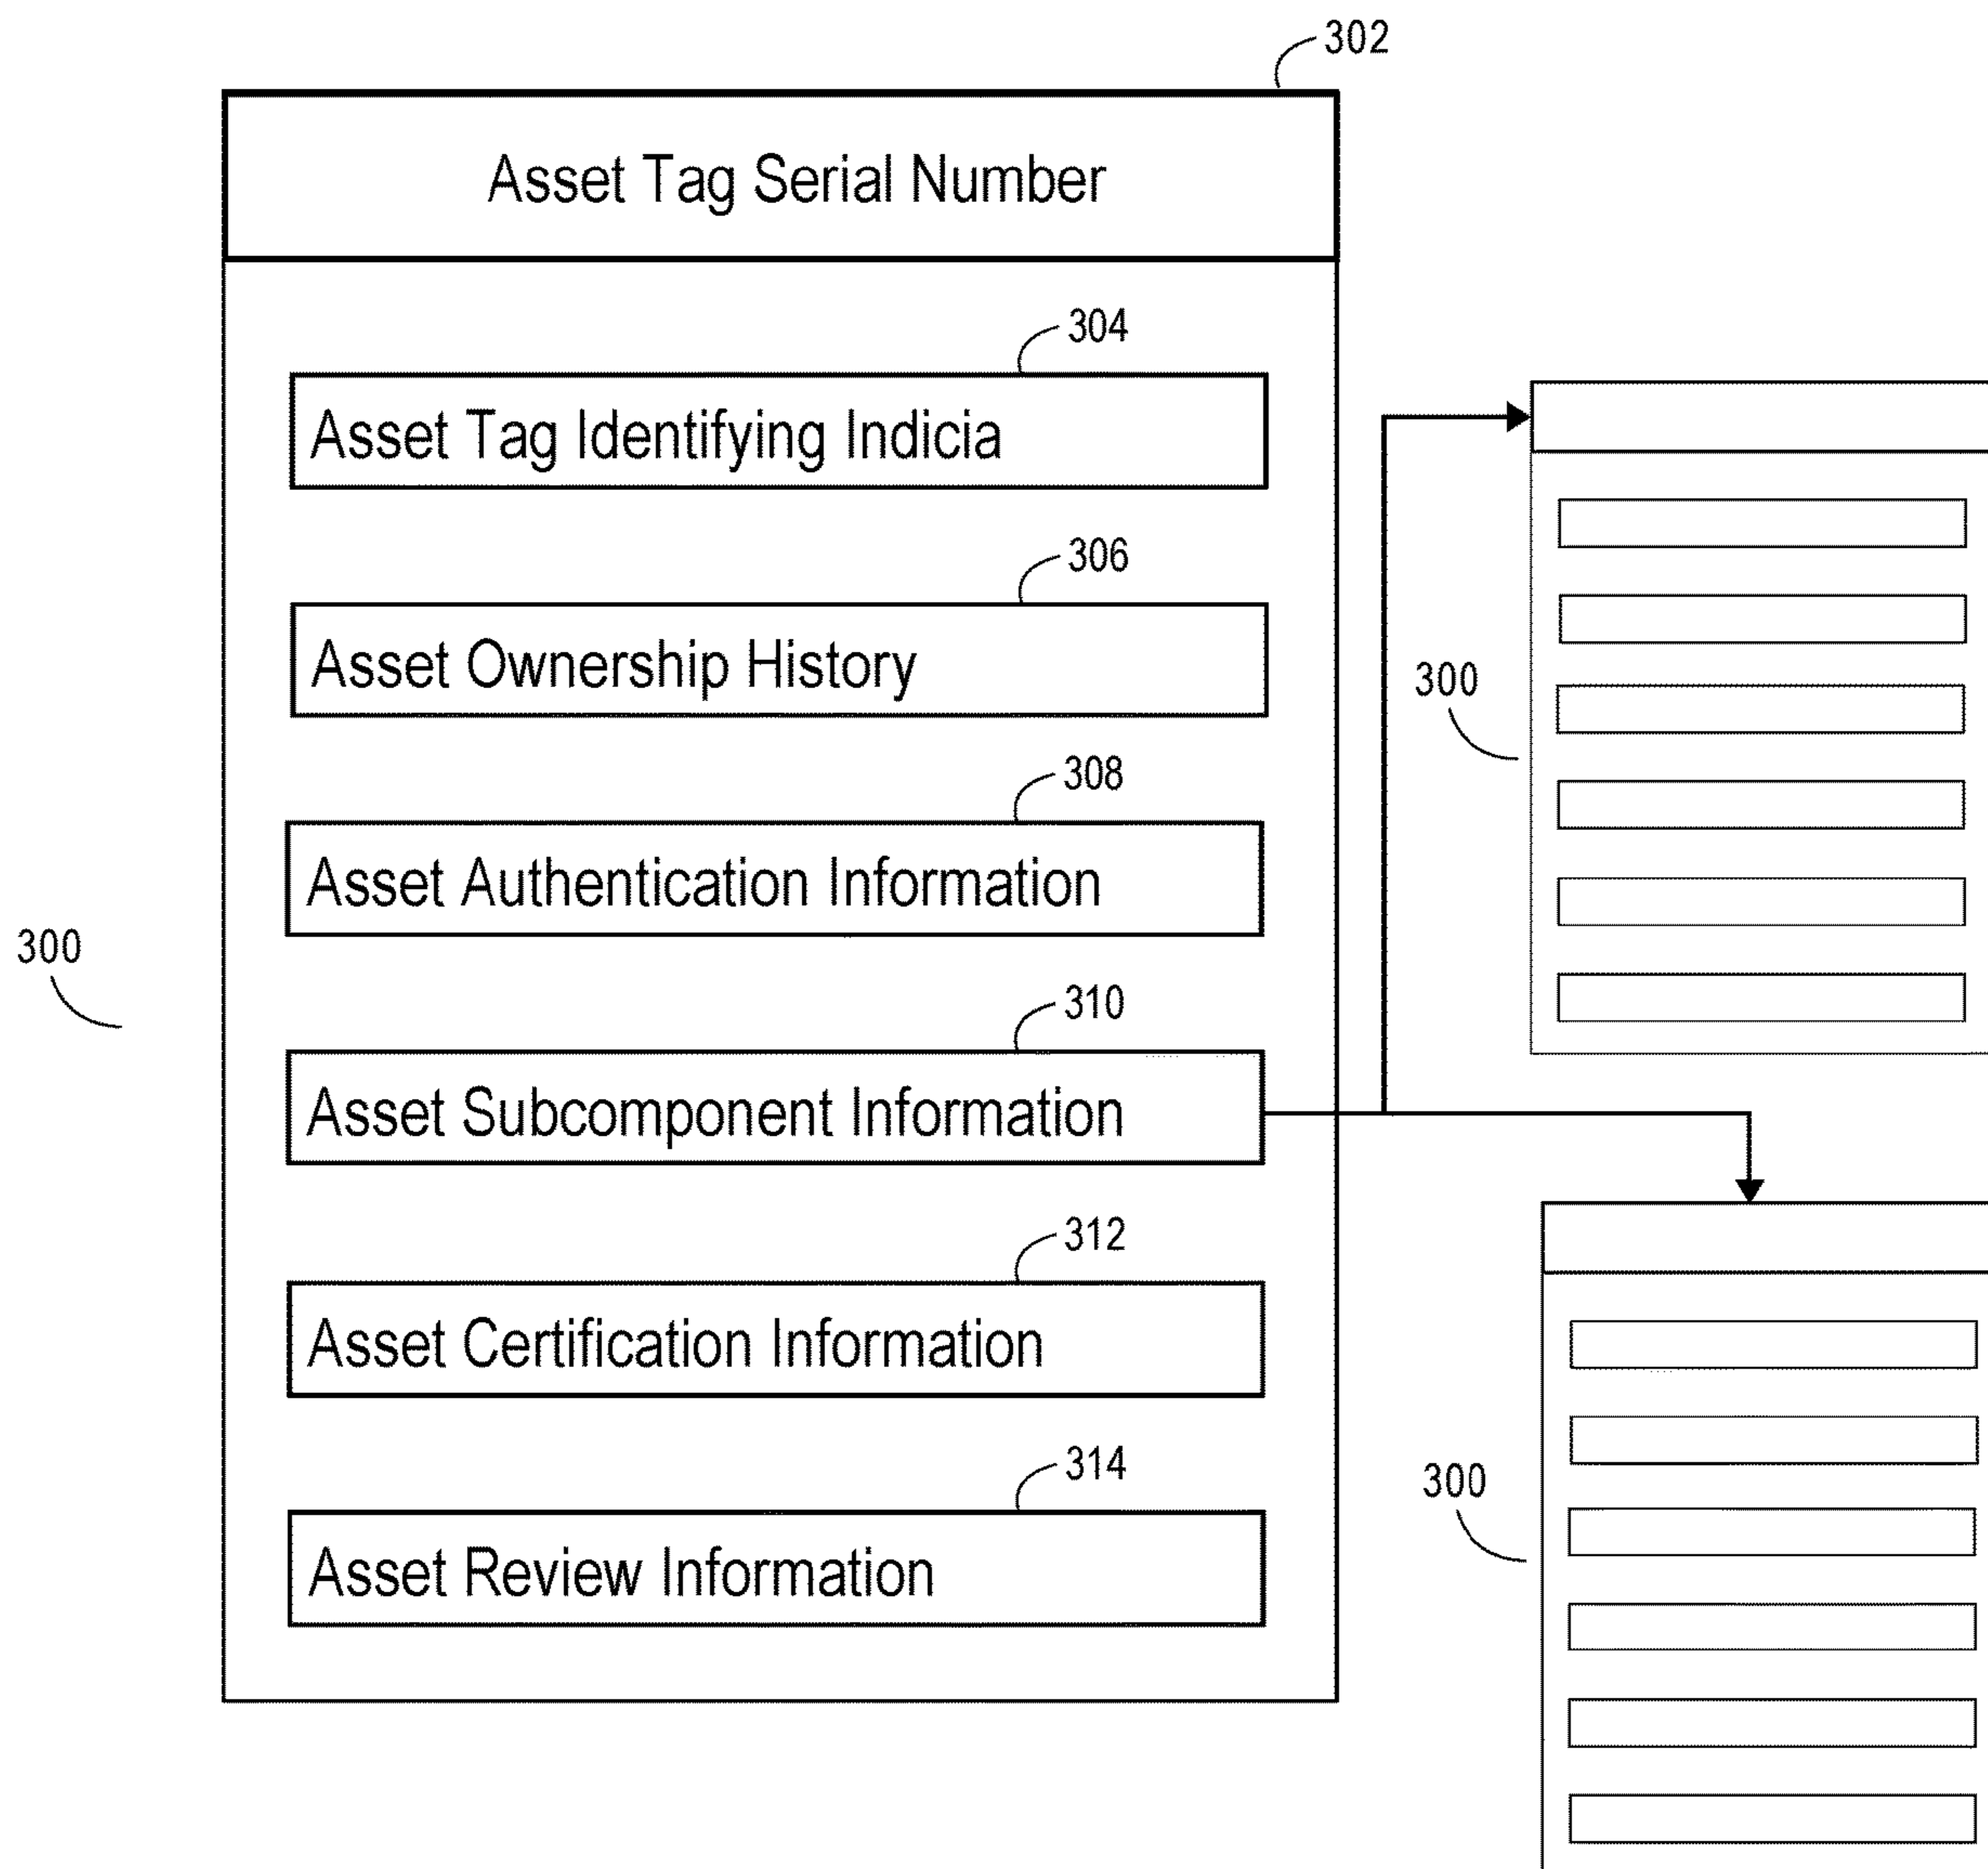 302
Asset Tag Serial Number
304
Asset Tag Identifying Indicia
306
Asset Ownership History
300
308
Asset Authentication Information
300
310
Asset Subcomponent Information
312
Asset Certification Information
314
300
Asset Review Information